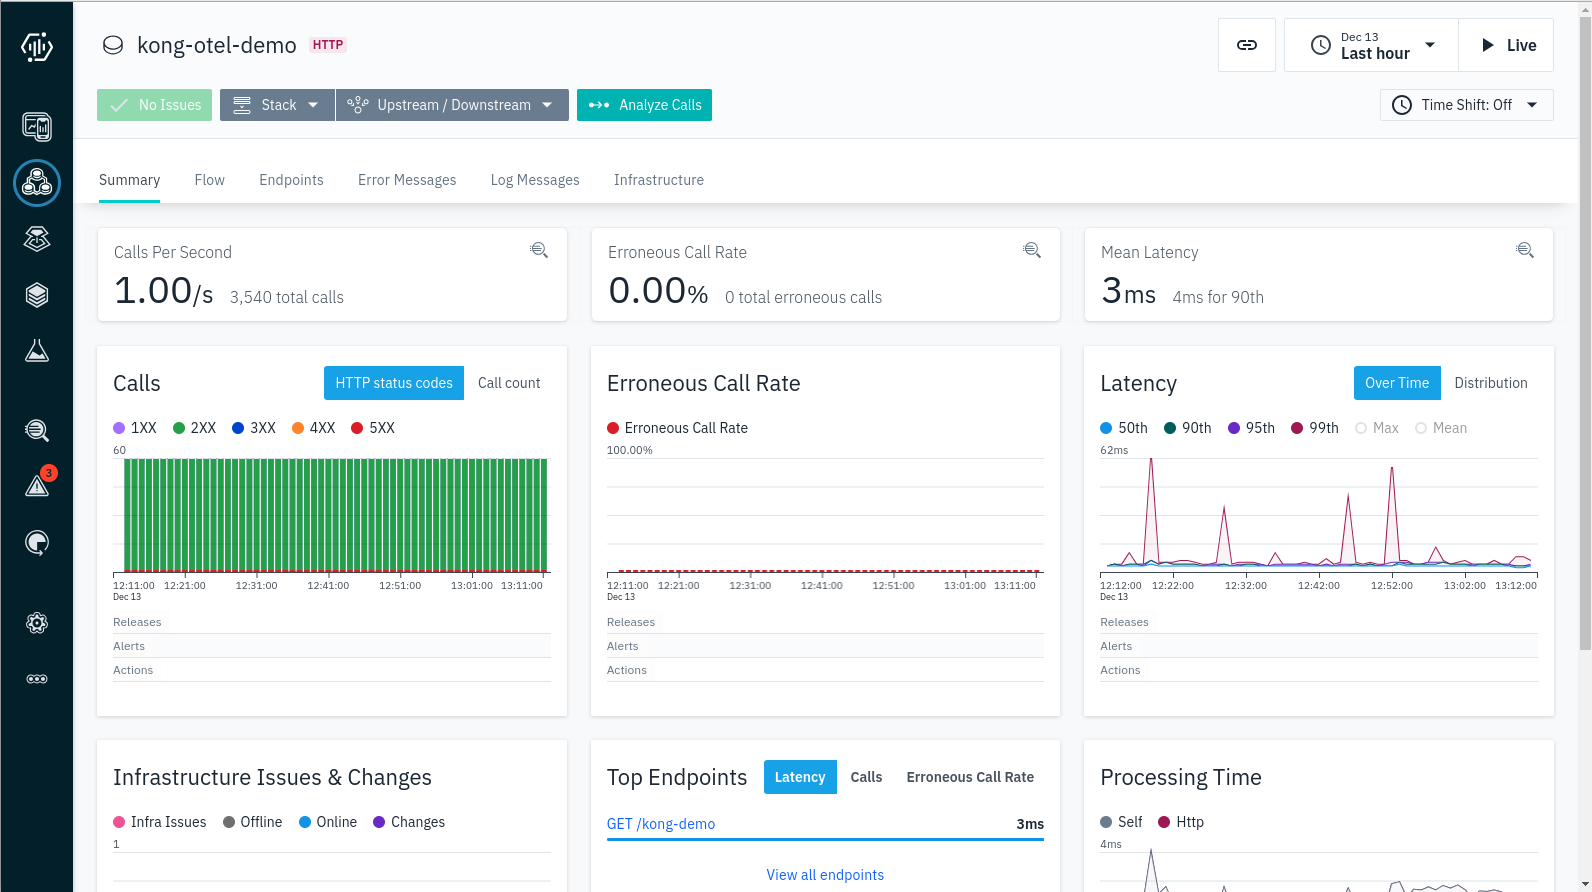 kong-otel-demo HTTP
Dec 13
Last hour
Live
No Issues
Stack
Upstream / Downstream
Analyze Calls
Time Shift: Off
Summary
Flow
Endpoints
Error Messages
Log Messages
Infrastructure
3
Calls Per Second
1.00/s 3,540 total calls
Erroneous Call Rate
0.00% 0 total erroneous calls
Mean Latency
3ms 4ms for 90th
Calls
HTTP status codes
Call count
1XX 2XX 3XX 4XX 5XX
60
12:11:00 12:21:00 12:31:00 12:41:00 12:51:00 13:01:00 13:11:00
Dec 13
Releases
Alerts
Actions
Erroneous Call Rate
Erroneous Call Rate
100.00%
12:11:00 12:21:00 12:31:00 12:41:00 12:51:00 13:01:00 13:11:00
Dec 13
Releases
Alerts
Actions
Latency
Over Time
Distribution
50th 90th 95th 99th Max Mean
62ms
12:12:00 12:22:00 12:32:00 12:42:00 12:52:00 13:02:00 13:12:00
Dec 13
Releases
Alerts
Actions
Infrastructure Issues & Changes
Infra Issues Offline Online Changes
1
Top Endpoints
Latency
Calls
Erroneous Call Rate
GET /kong-demo 3ms
View all endpoints
Processing Time
Self Http
4ms